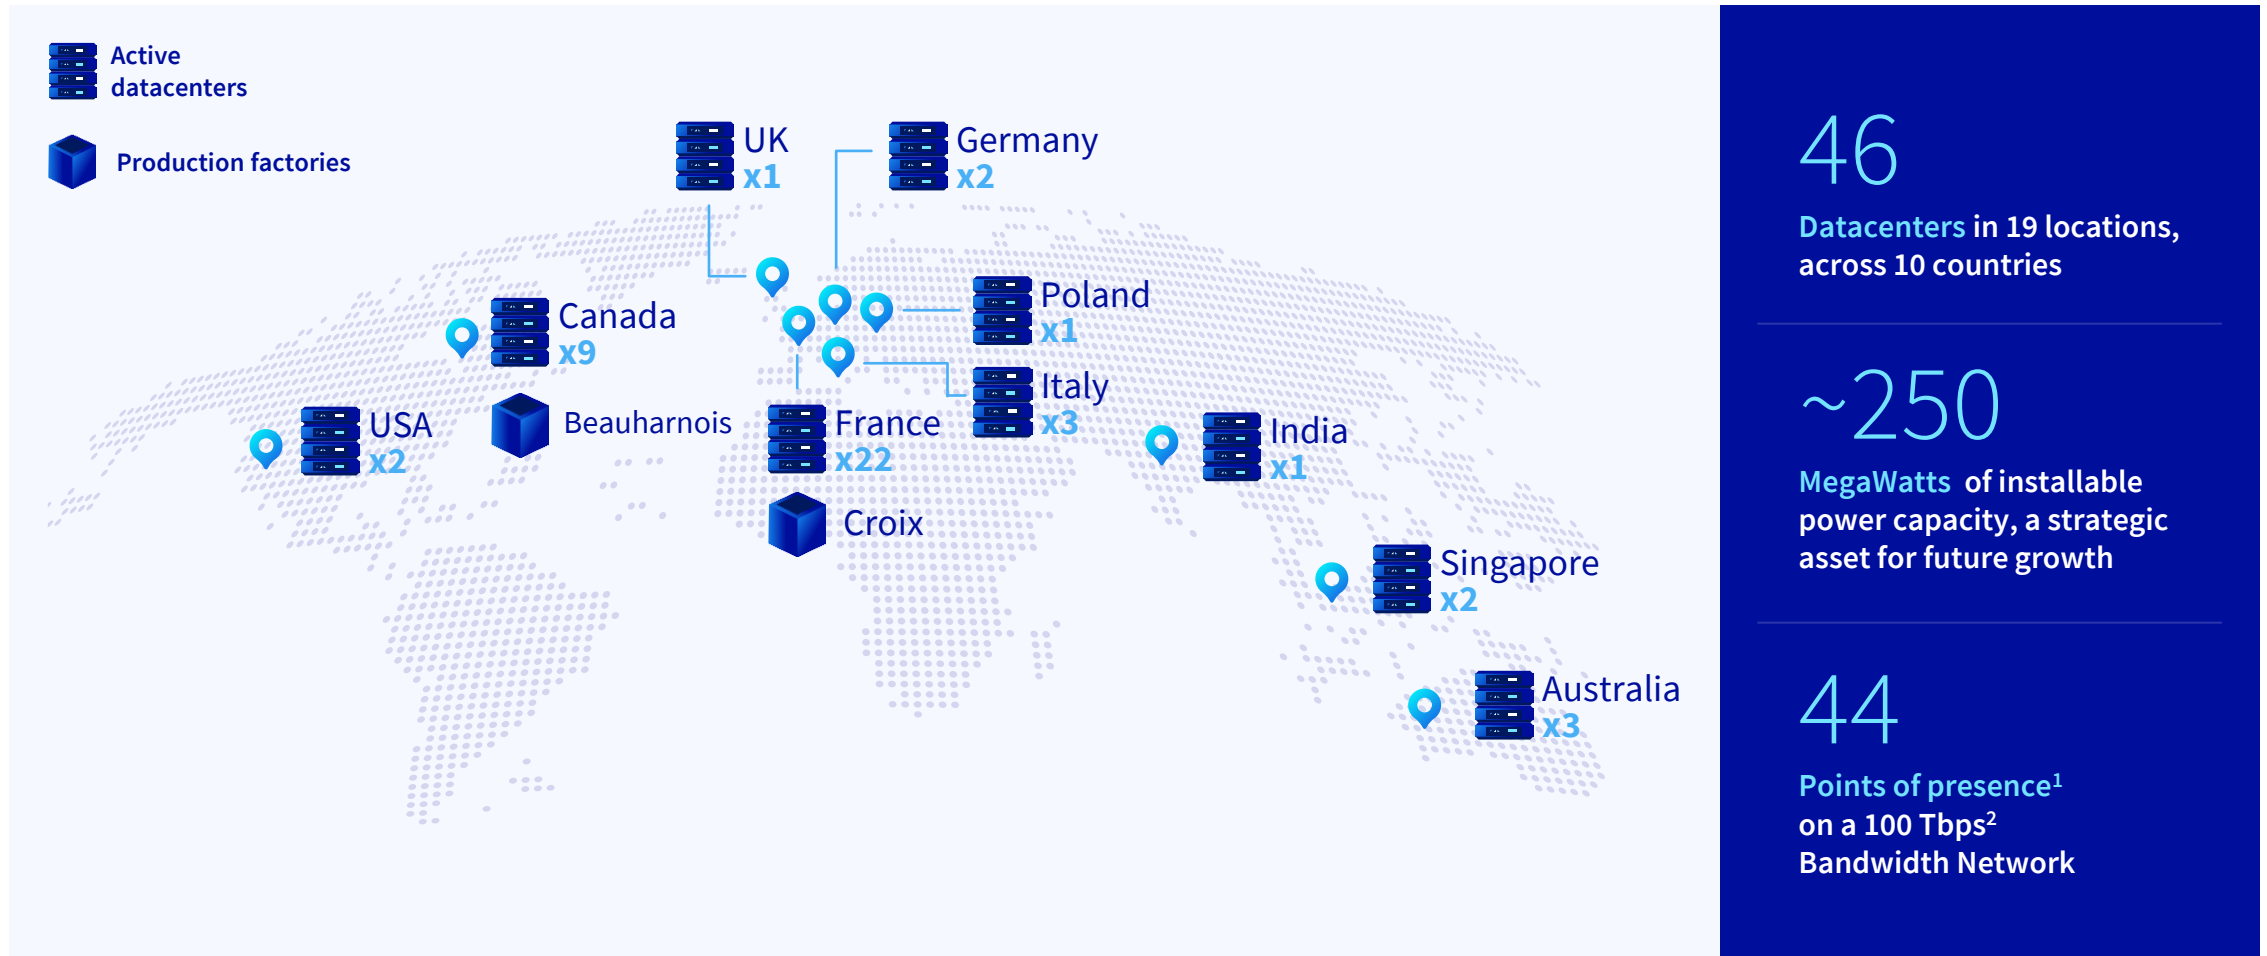 Active
datacenters
Production factories
UK
x1
Germany
x2
Canada
x9
Poland
x1
USA
x2
Beauharnois
France
x22
Italy
x3
India
x1
Croix
Singapore
x2
Australia
x3
46
Datacenters in 19 locations,
across 10 countries
~250
MegaWatts of installable
power capacity, a strategic
asset for future growth
44
Points of presence¹
on a 100 Tbps²
Bandwidth Network